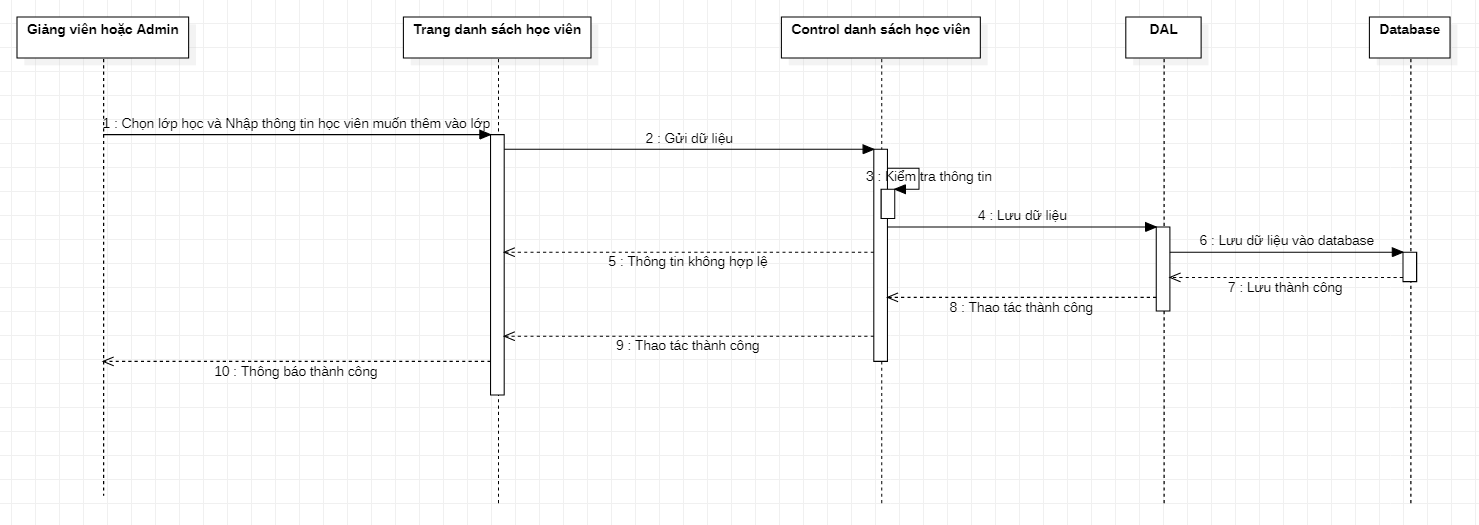 Giảng viên hoặc Admin
Trang danh sách học viên
Control danh sách học viên
DAL
Database
1 : Chọn lớp học và Nhập thông tin học viên muốn thêm vào lớp
2 : Gửi dữ liệu
3 : Kiểm tra thông tin
4 : Lưu dữ liệu
6 : Lưu dữ liệu vào database
5 : Thông tin không hợp lệ
7 : Lưu thành công
8 : Thao tác thành công
9 : Thao tác thành công
10 : Thông báo thành công